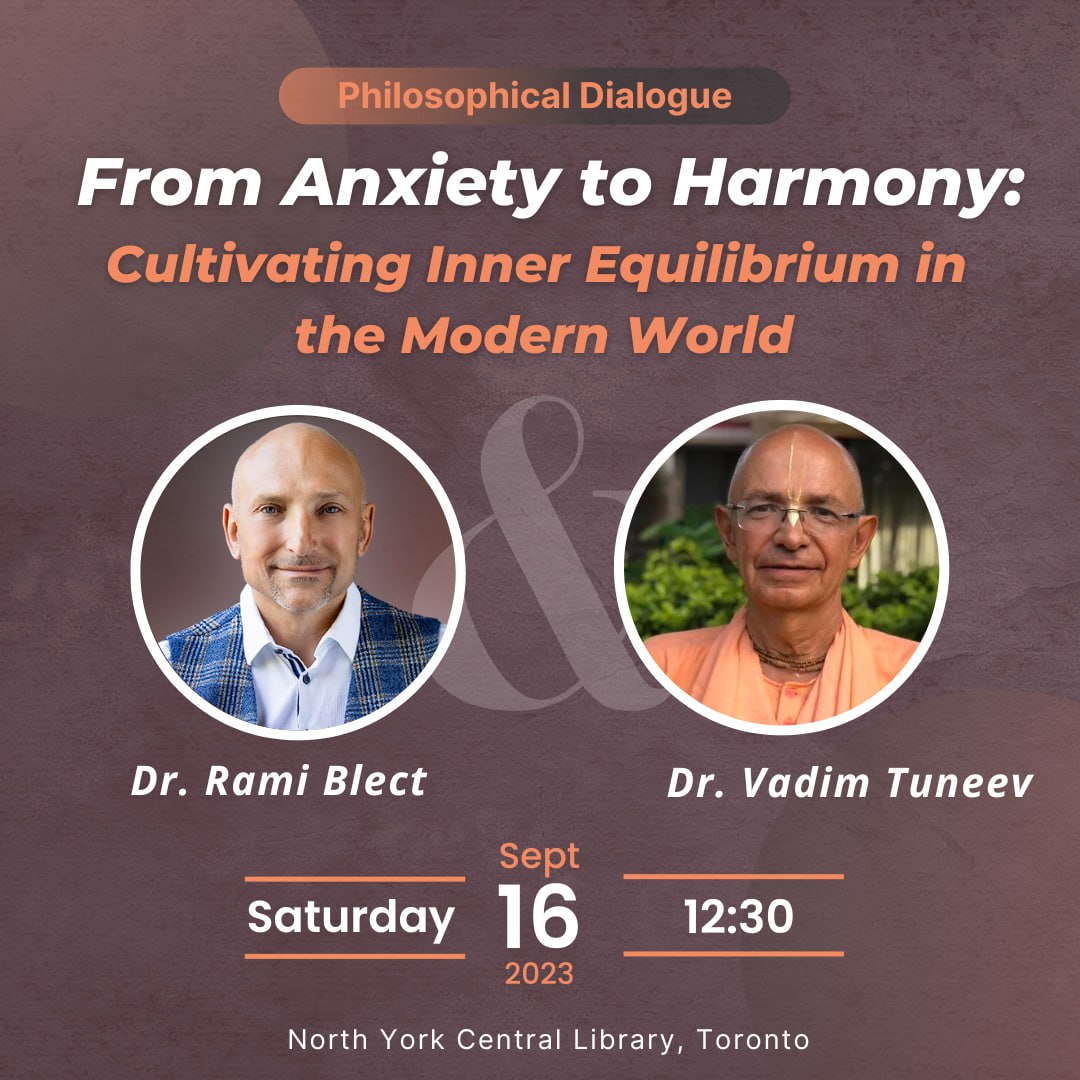 Philosophical Dialogue
From Anxiety to Harmony:
Cultivating Inner Equilibrium in
the Modern World
&
Dr. Rami Blect
Dr. Vadim Tuneev
Sept
Saturday 16 12:30
2023
North York Central Library, Toronto